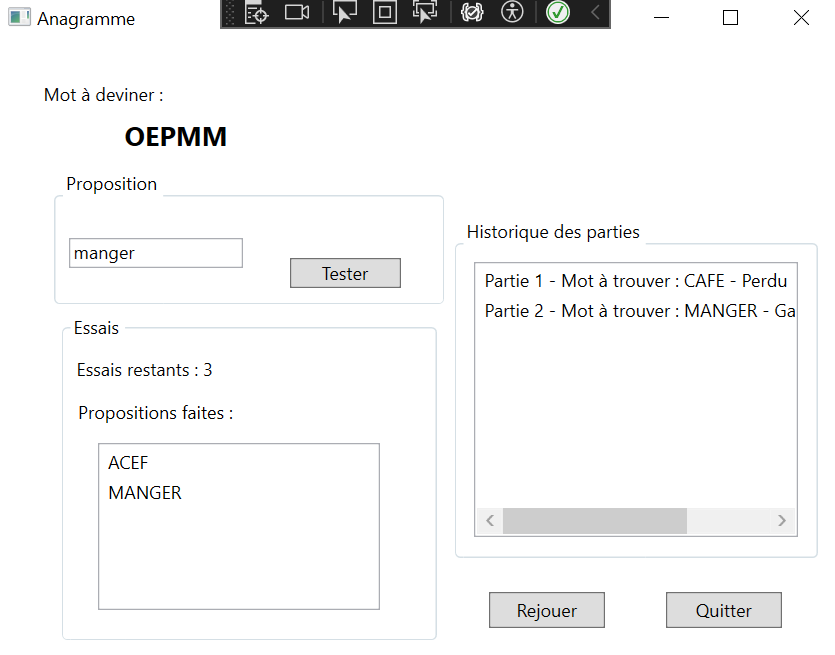 Anagramme
Mot à deviner :
OEPMM
Proposition
manger
Tester
Essais
Essais restants : 3
Propositions faites :
ACEF
MANGER
Historique des parties
Partie 1 - Mot à trouver : CAFE - Perdu
Partie 2 - Mot à trouver : MANGER - Ga
Rejouer
Quitter